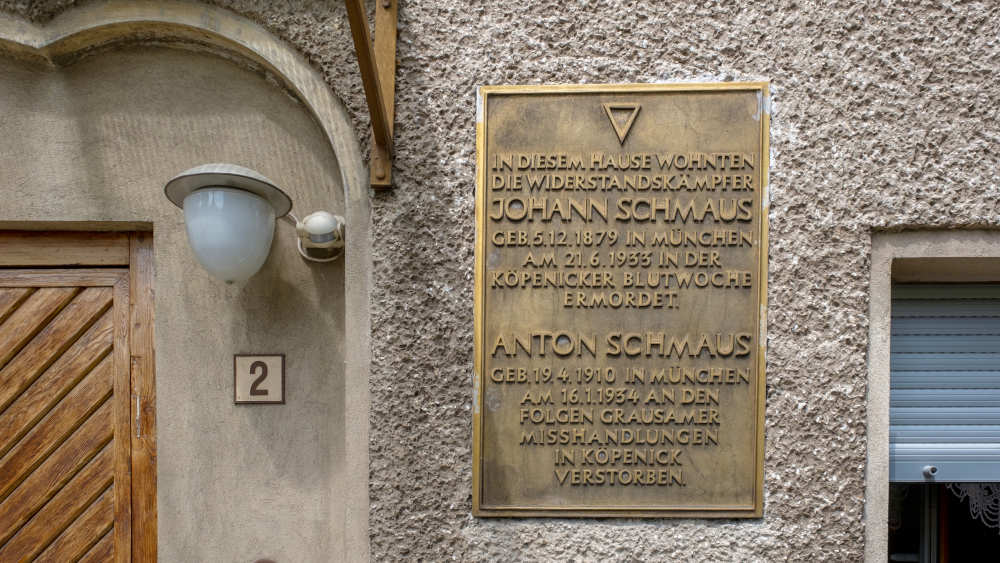 2
IN DIESEM HAUSE WOHNTEN
DIE WIDERSTANDSKÄMPFER
JOHANN SCHMAUS
GEB. 5.12.1879 IN MÜNCHEN
AM 21.6.1933 IN DER
KÖPENICKER BLUTWOCHE
ERMORDET.
ANTON SCHMAUS
GEB. 19.4.1910 IN MÜNCHEN
AM 16.1.1934 AN DEN
FOLGEN GRAUSAMER
MISSHANDLUNGEN
IN KÖPENICK
VERSTORBEN.